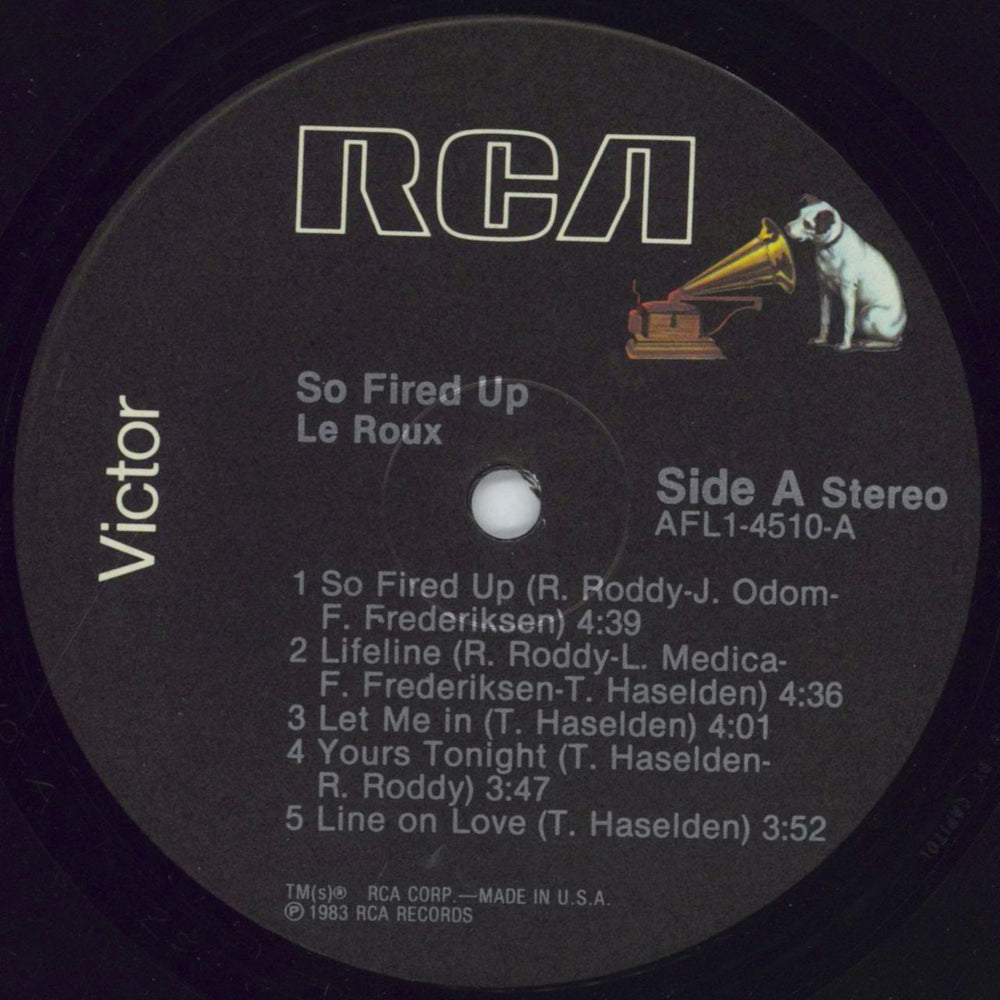 RCA
Victor
So Fired Up
Le Roux
Side A Stereo
AFL1-4510-A
1 So Fired Up (R. Roddy-J. Odom-
F. Frederiksen) 4:39
2 Lifeline (R. Roddy-L. Medica-
F. Frederiksen-T. Haselden) 4:36
3 Let Me in (T. Haselden) 4:01
4 Yours Tonight (T. Haselden-
R. Roddy) 3:47
5 Line on Love (T. Haselden) 3:52
TM(s)® RCA CORP.—MADE IN U.S.A.
℗ 1983 RCA RECORDS